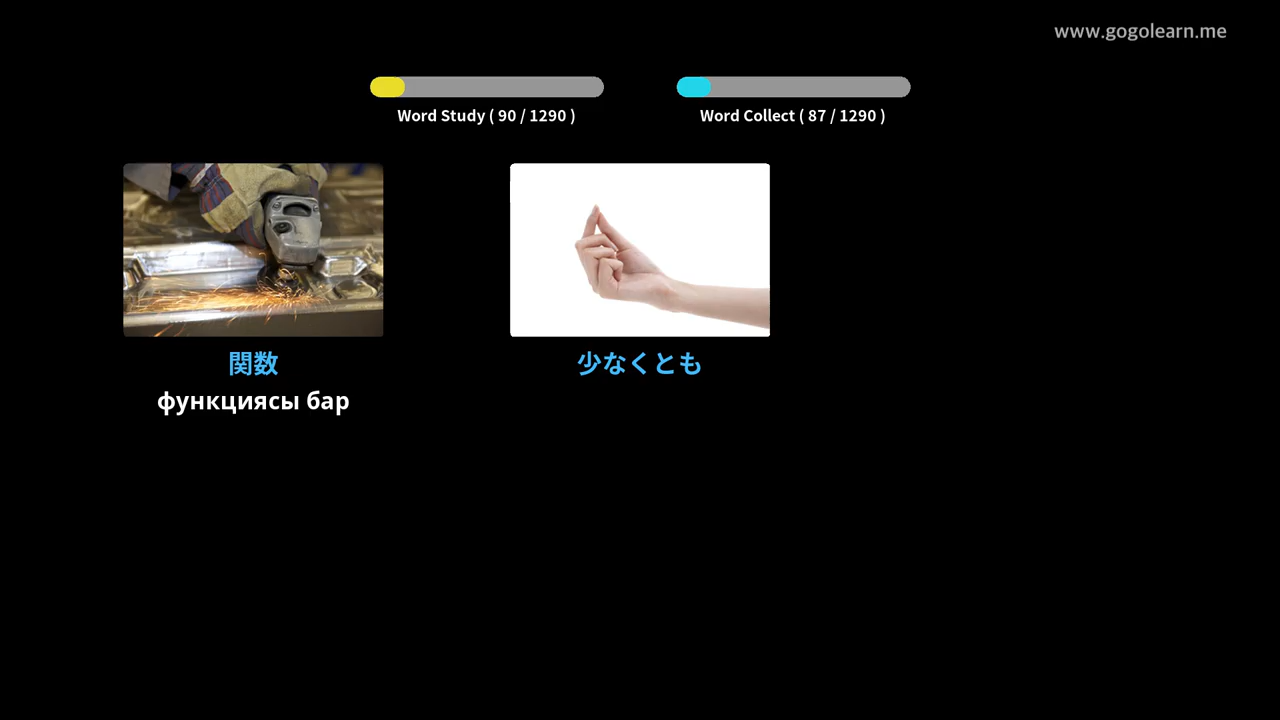 www.gogolearn.me
Word Study ( 90 / 1290 )
Word Collect ( 87 / 1290 )
関数
функциясы бар
少なくとも